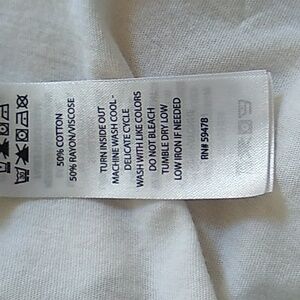 50% COTTON
50% RAYON/VISCOSE
TURN INSIDE OUT
MACHINE WASH COOL-
DELICATE CYCLE
WASH WITH LIKE COLORS
DO NOT BLEACH
TUMBLE DRY LOW
LOW IRON IF NEEDED
RN# 59478